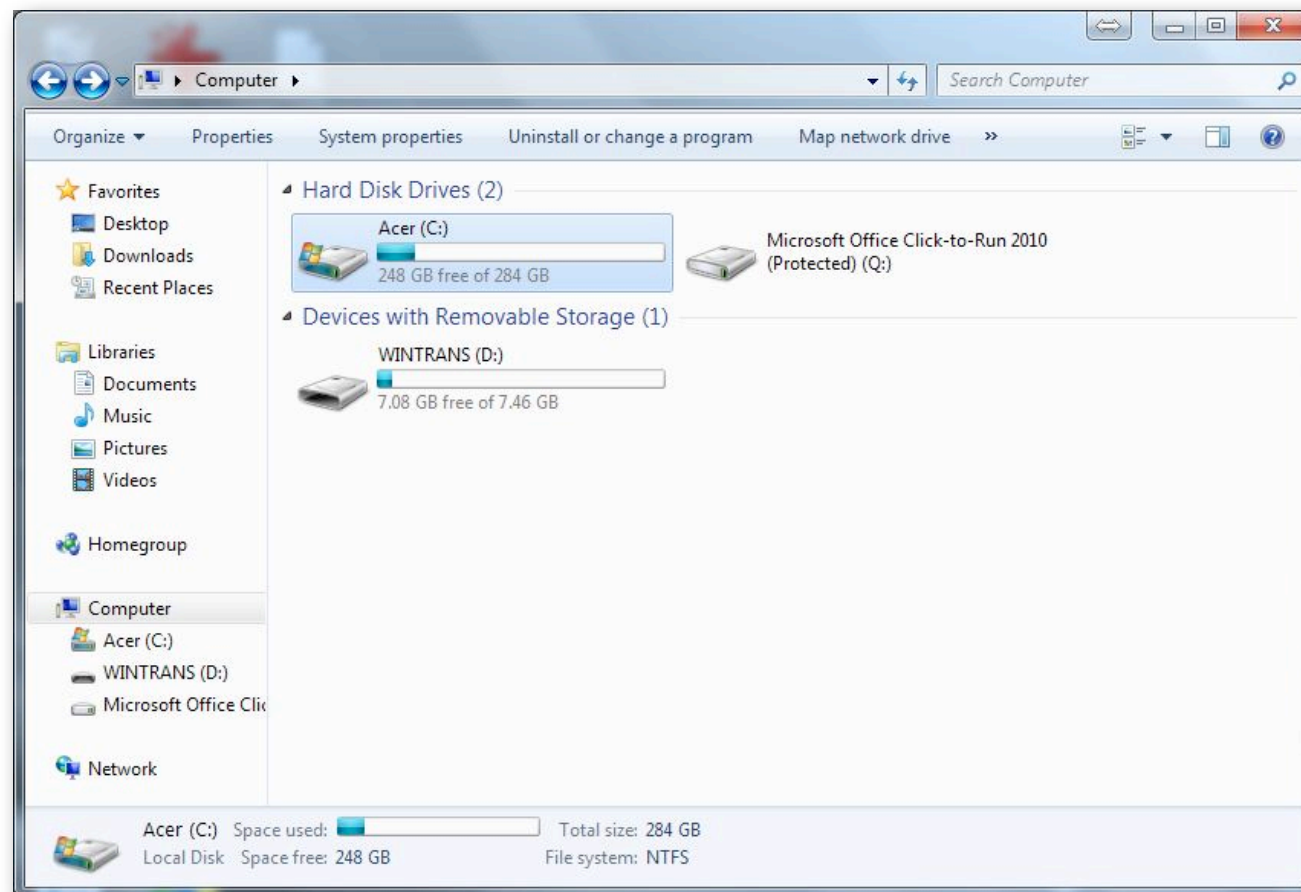 Computer
Search Computer
Organize Properties System properties Uninstall or change a program Map network drive »
Favorites
Desktop
Downloads
Recent Places
Libraries
Documents
Music
Pictures
Videos
Homegroup
Computer
Acer (C:)
WINTRANS (D:)
Microsoft Office Clic
Network
Hard Disk Drives (2)
Acer (C:)
248 GB free of 284 GB
Microsoft Office Click-to-Run 2010
(Protected) (Q:)
Devices with Removable Storage (1)
WINTRANS (D:)
7.08 GB free of 7.46 GB
Acer (C:) Space used: Total size: 284 GB
Local Disk Space free: 248 GB File system: NTFS